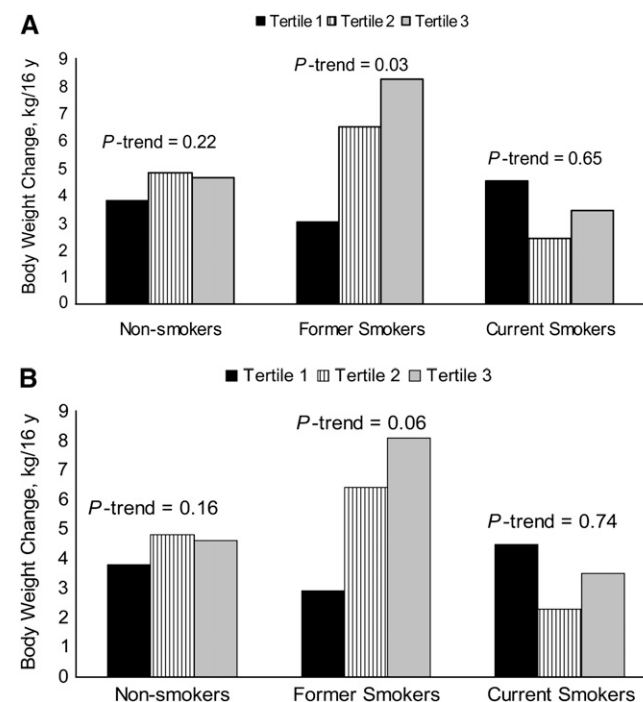 A
Tertile 1 Tertile 2 Tertile 3
Body Weight Change, kg/16 y
9
8
7
6
5
4
3
2
1
0
P-trend = 0.22
P-trend = 0.03
P-trend = 0.65
Non-smokers Former Smokers Current Smokers
B
Tertile 1 Tertile 2 Tertile 3
Body Weight Change, kg/16 y
9
8
7
6
5
4
3
2
1
0
P-trend = 0.16
P-trend = 0.06
P-trend = 0.74
Non-smokers Former Smokers Current Smokers